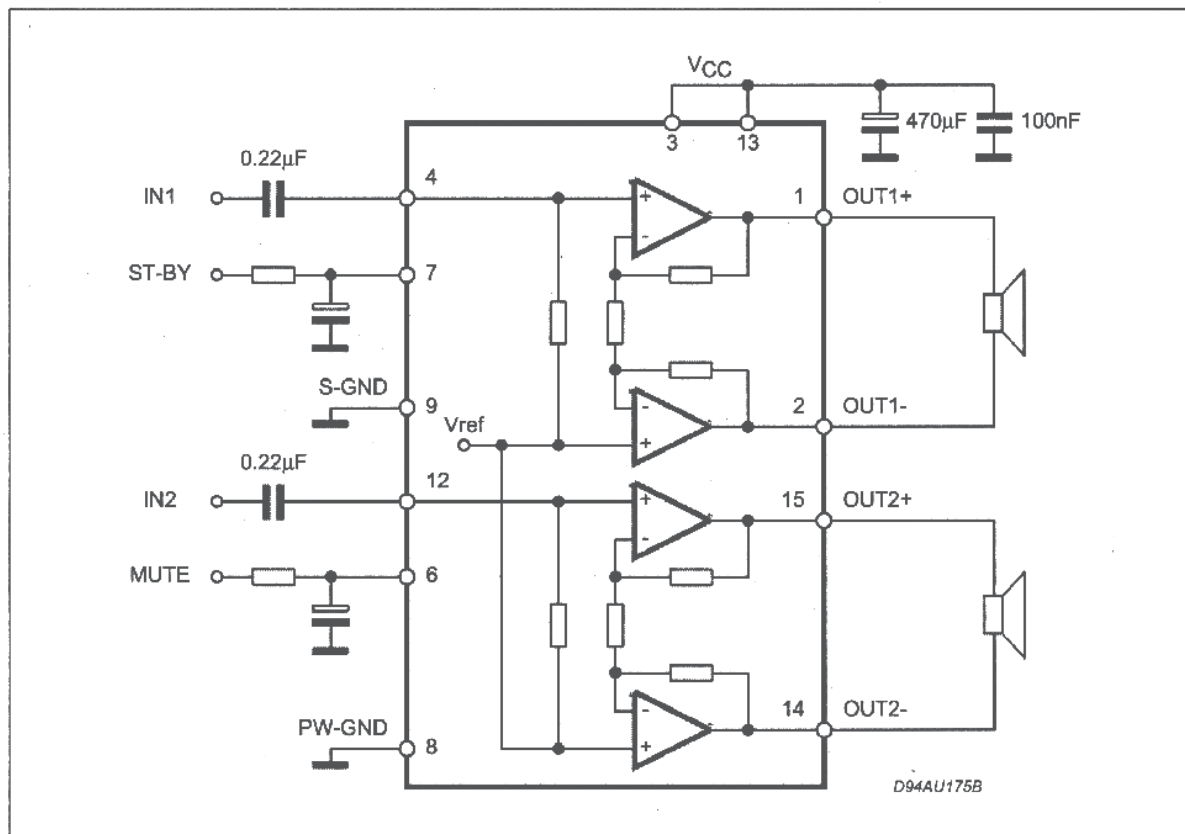 VCC
470μF
100nF
3
13
0.22μF
IN1
4
+
-
1
OUT1+
ST-BY
7
S-GND
9
Vref
-
+
2
OUT1-
0.22μF
IN2
12
+
-
15
OUT2+
MUTE
6
PW-GND
8
-
+
14
OUT2-
D94AU175B